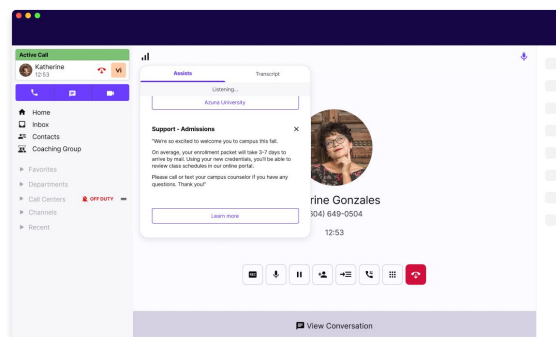 Active Call
Katherine
12:53
Vi
Home
Inbox
Contacts
Coaching Group
Favorites
Departments
Call Centers
OFF DUTY
Channels
Recent
Assists
Transcript
Listening...
Azuna University
Support - Admissions
"We're so excited to welcome you to campus this fall.
On average, your enrollment packet will take 3-7 days to
arrive by mail. Using your new credentials, you'll be able to
review class schedules in our online portal.
Please call or text your campus counselor if you have any
questions. Thank you!"
Learn more
rine Gonzales
604) 649-0504
12:53
View Conversation